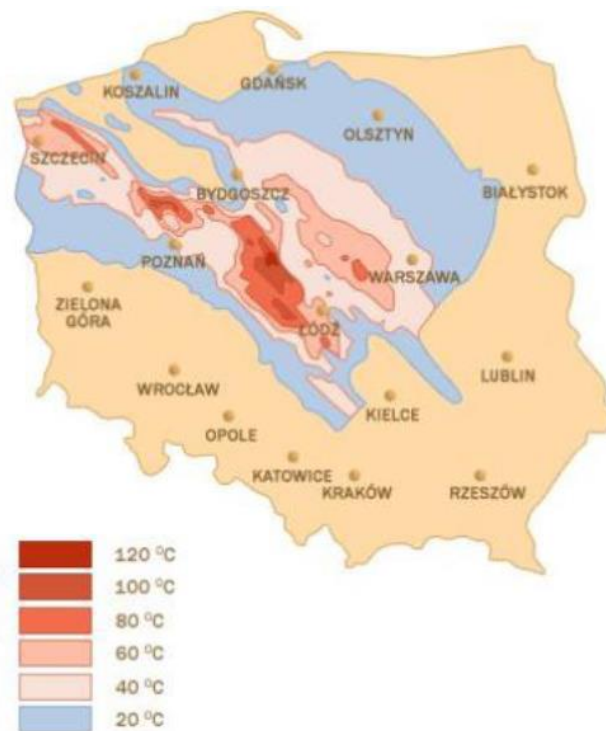 GDAŃSK
KOSZALIN
OLSZTYN
SZCZECIN
BIAŁYSTOK
BYDGOSZCZ
POZNAŃ
WARSZAWA
ZIELONA
GÓRA
ŁÓDŹ
LUBLIN
WROCŁAW
KIELCE
OPOLE
KATOWICE
KRAKÓW
RZESZÓW
120 °C
100 °C
80 °C
60 °C
40 °C
20 °C